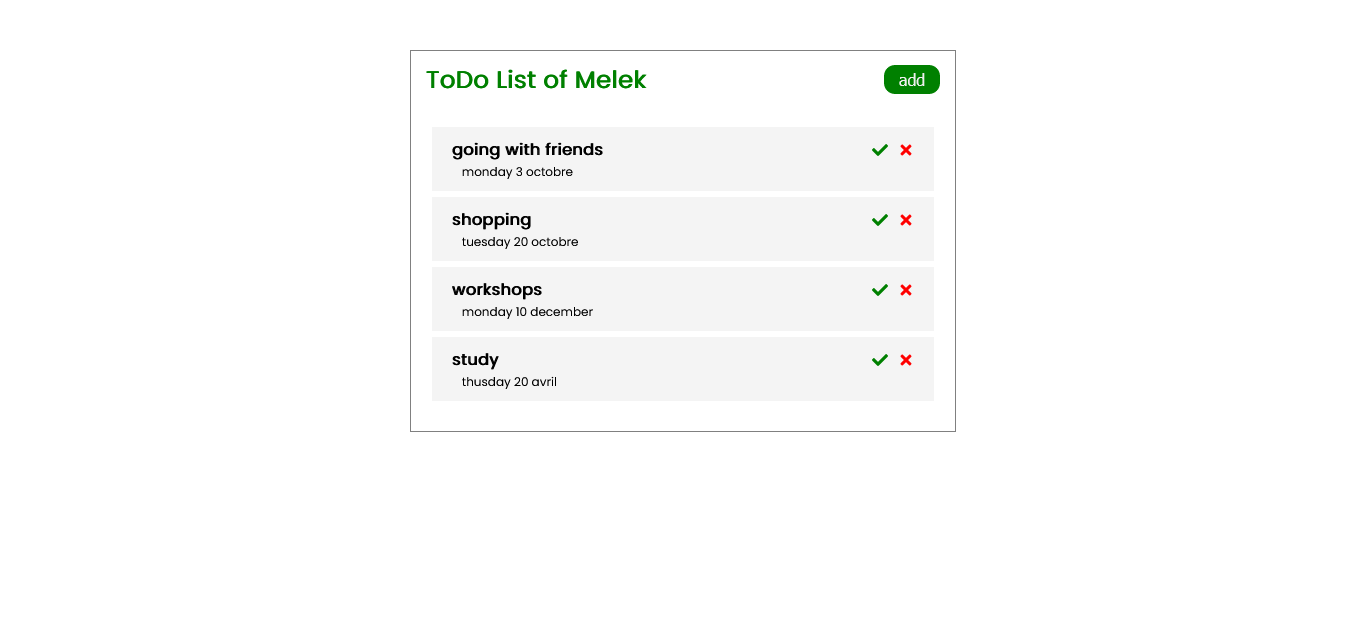 ToDo List of Melek
add
going with friends
monday 3 octobre
shopping
tuesday 20 octobre
workshops
monday 10 december
study
thusday 20 avril